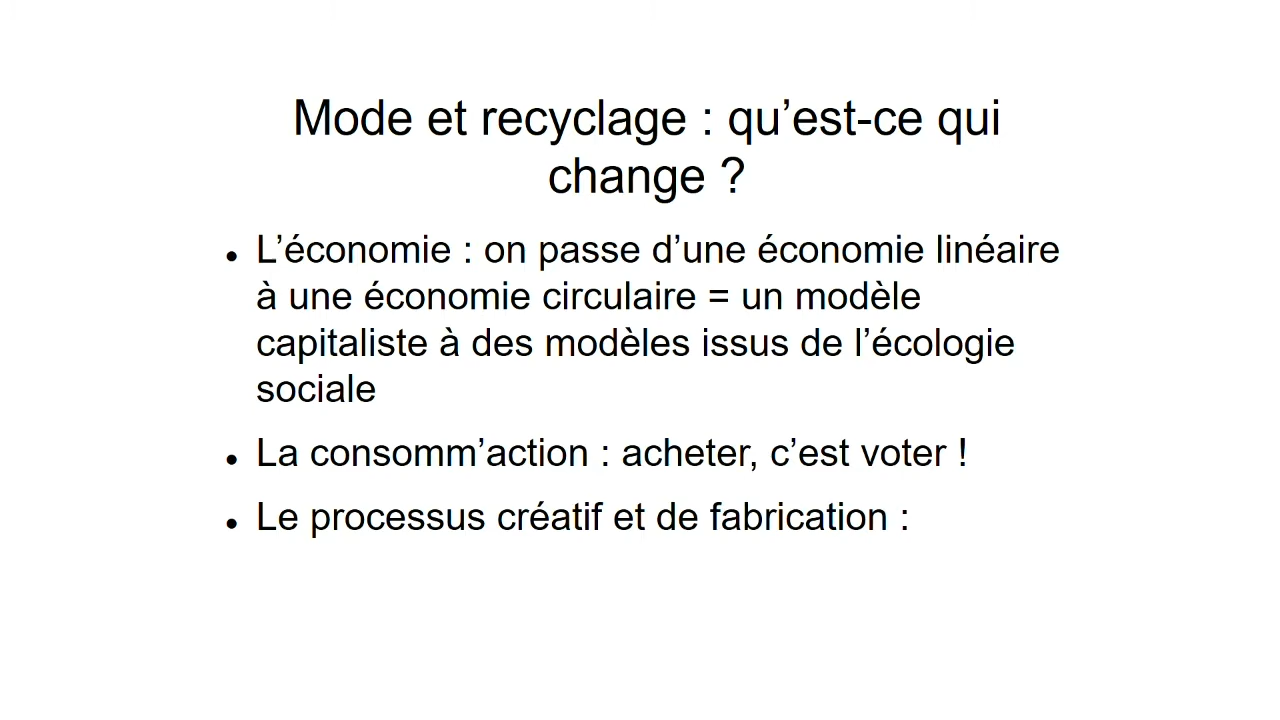 Mode et recyclage : qu’est-ce qui
change ?
● L’économie : on passe d’une économie linéaire
à une économie circulaire = un modèle
capitaliste à des modèles issus de l’écologie
sociale
● La consomm’action : acheter, c’est voter !
● Le processus créatif et de fabrication :